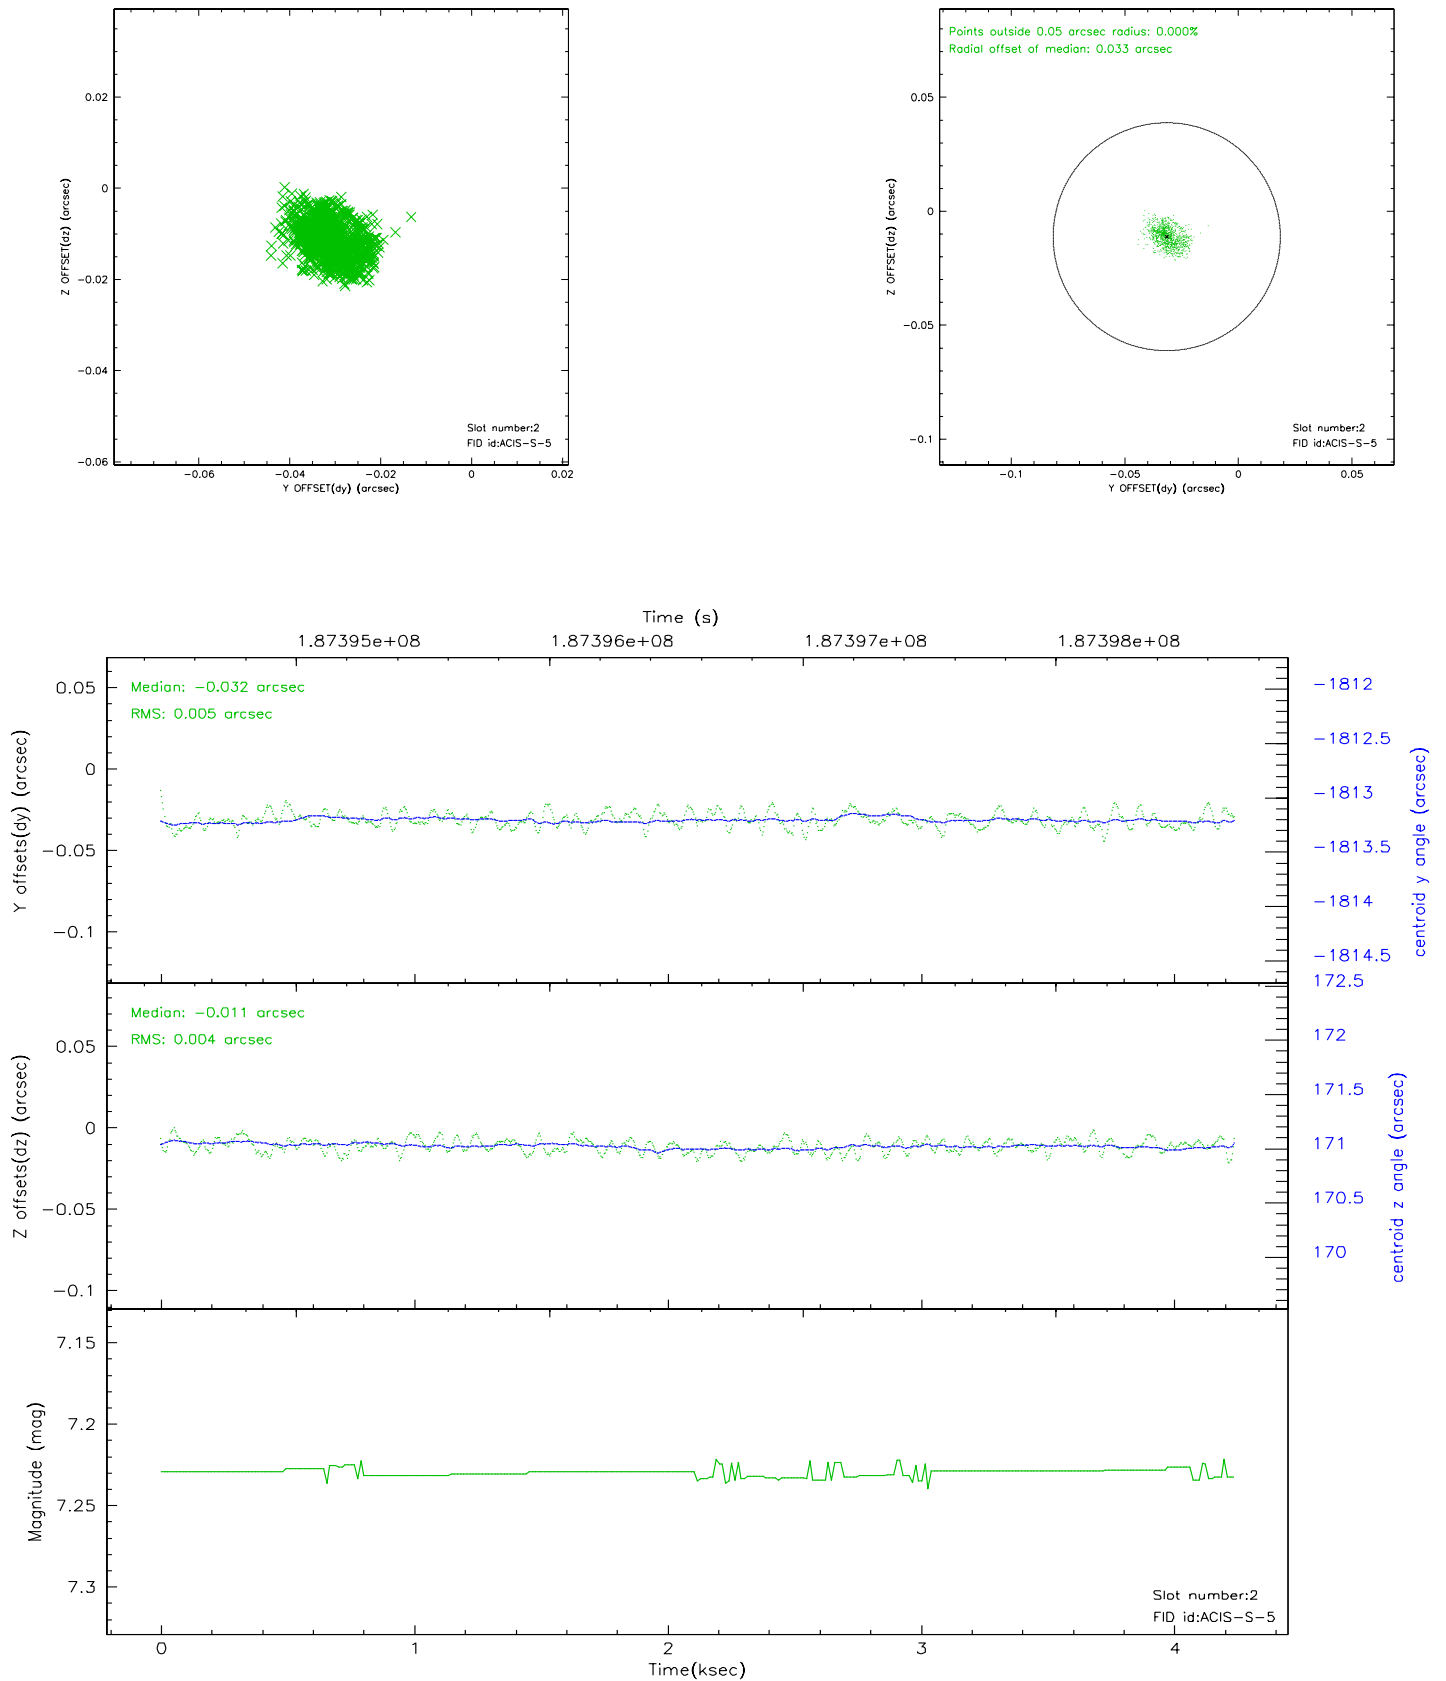 0.02
0
−0.02
−0.04
−0.06
Z OFFSET(dz) (arcsec)
Slot number:2
FID id:ACIS−S−5
−0.06
−0.04
−0.02
0
0.02
Y OFFSET(dy) (arcsec)
Points outside 0.05 arcsec radius: 0.000%
Radial offset of median: 0.033 arcsec
0.05
0
−0.05
−0.1
Z OFFSET(dz) (arcsec)
Slot number:2
FID id:ACIS−S−5
−0.1
−0.05
0
0.05
Y OFFSET(dy) (arcsec)
Time (s)
1.87395e+08
1.87396e+08
1.87397e+08
1.87398e+08
Median: −0.032 arcsec
RMS: 0.005 arcsec
0.05
0
−0.05
−0.1
Y offsets(dy) (arcsec)
−1812
−1812.5
−1813
−1813.5
−1814
−1814.5
centroid y angle (arcsec)
Median: −0.011 arcsec
RMS: 0.004 arcsec
0.05
0
−0.05
−0.1
Z offsets(dz) (arcsec)
172.5
172
171.5
171
170.5
170
centroid z angle (arcsec)
7.15
7.2
7.25
7.3
Magnitude (mag)
Slot number:2
FID id:ACIS−S−5
0
1
2
3
4
Time(ksec)